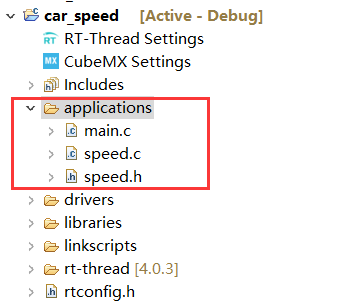 car_speed [Active - Debug]
RT-Thread Settings
CubeMX Settings
Includes
applications
main.c
speed.c
speed.h
drivers
libraries
linkscripts
rt-thread [4.0.3]
rtconfig.h